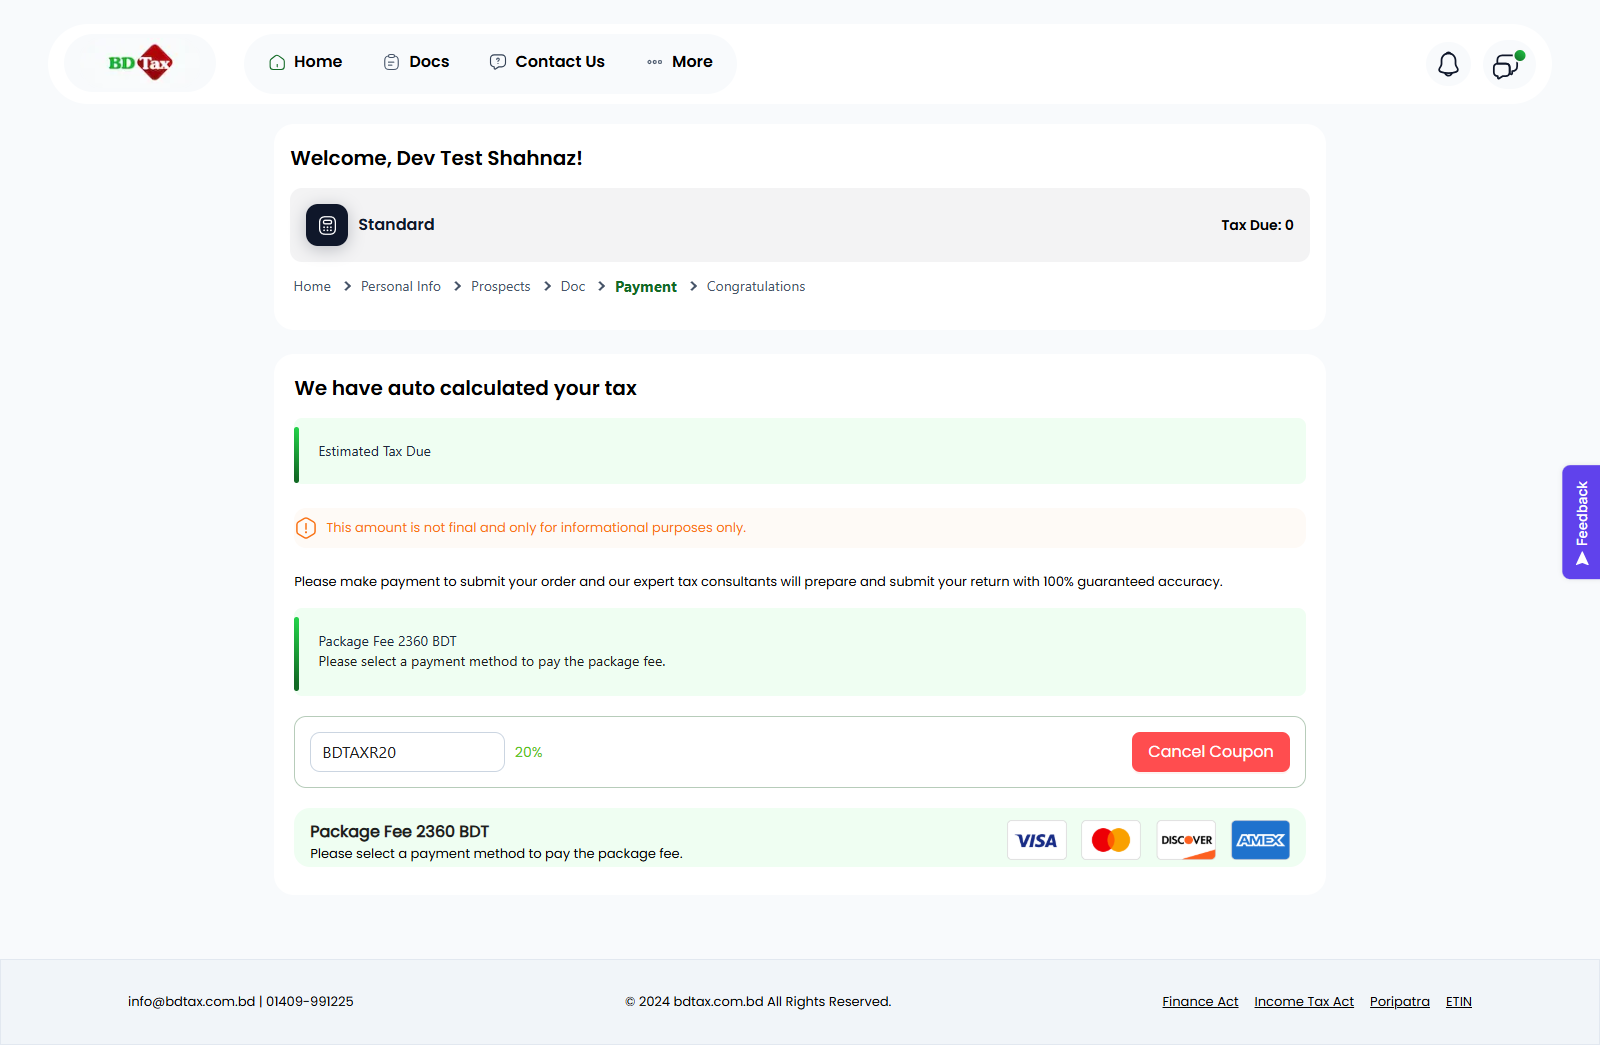 BD Tax
Home
Docs
Contact Us
More
Welcome, Dev Test Shahnaz!
Standard
Tax Due: 0
Home
Personal Info
Prospects
Doc
Payment
Congratulations
We have auto calculated your tax
Estimated Tax Due
This amount is not final and only for informational purposes only.
Please make payment to submit your order and our expert tax consultants will prepare and submit your return with 100% guaranteed accuracy.
Package Fee 2360 BDT
Please select a payment method to pay the package fee.
BDTAXR20
20%
Cancel Coupon
Package Fee 2360 BDT
Please select a payment method to pay the package fee.
VISA
DISCOVER
AMEX
Feedback
info@bdtax.com.bd | 01409-991225
© 2024 bdtax.com.bd All Rights Reserved.
Finance Act
Income Tax Act
Poripatra
ETIN